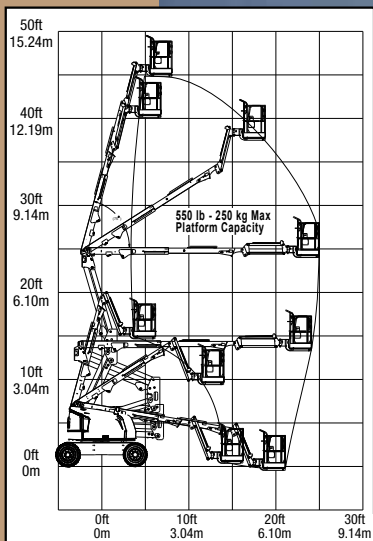 50ft
15.24m
40ft
12.19m
30ft
9.14m
550 lb - 250 kg Max
Platform Capacity
20ft
6.10m
10ft
3.04m
0ft
0m
0ft
0m
10ft
3.04m
20ft
6.10m
30ft
9.14m